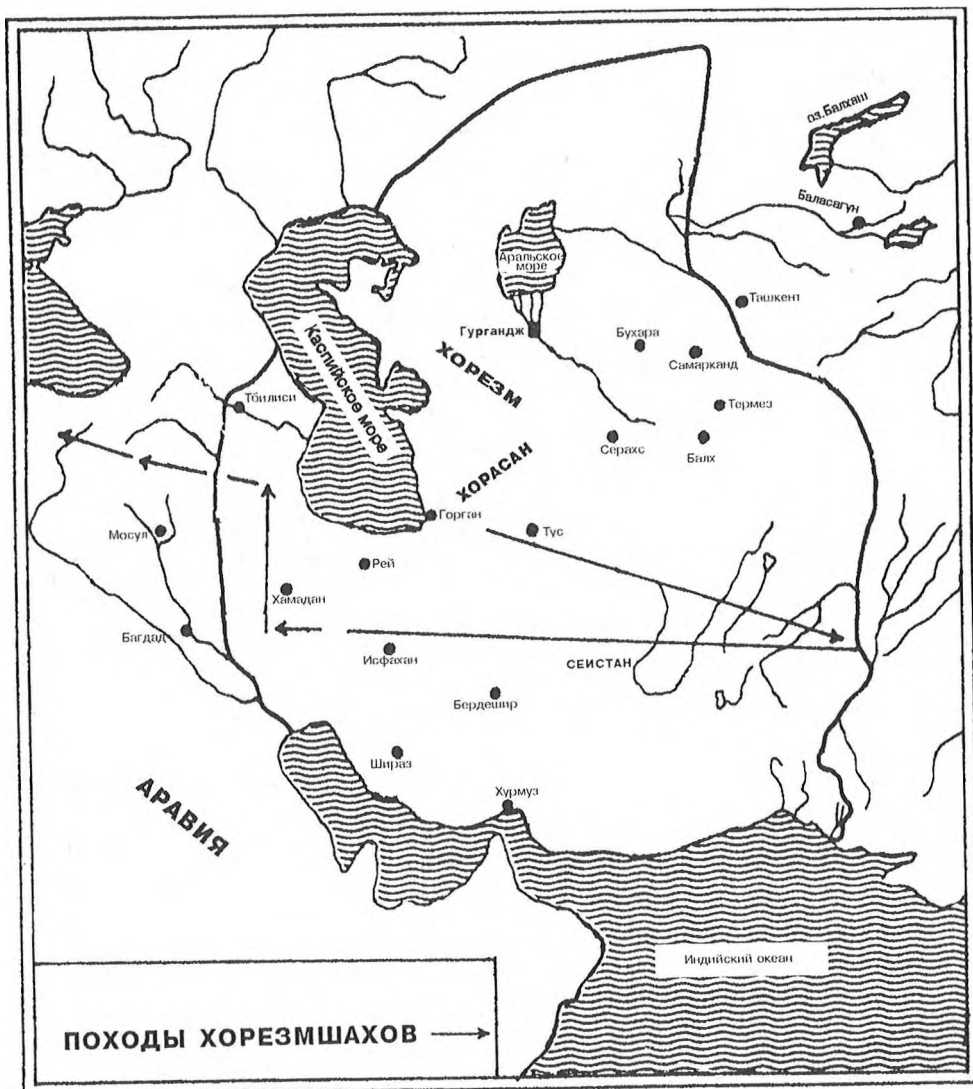 оз.Балхаш
Баласагун
Аральское
море
Ташкент
Гургандж
Бухара
Самарканд
Каспийское море
ХОРЕЗМ
Тбилиси
Термез
Серахс
Балх
ХОРАСАН
Горган
Мосул
Тус
Рей
Хамадан
Багдад
Исфахан
СЕИСТАН
Бердешир
Шираз
АРАВИЯ
Хурмуз
Индийский океан
ПОХОДЫ ХОРЕЗМШАХОВ